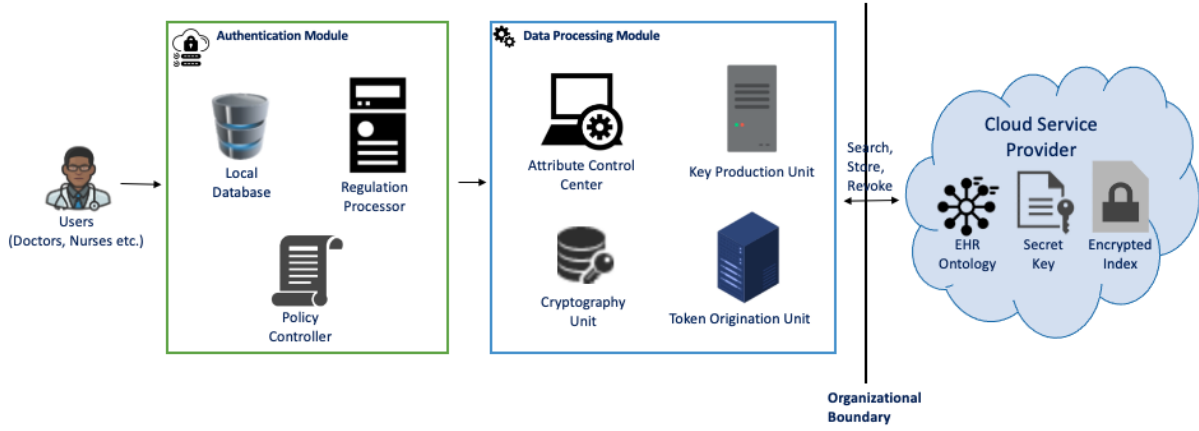 Authentication Module
Local
Database
Regulation
Processor
Policy
Controller
Users
(Doctors, Nurses etc.)
Data Processing Module
Attribute Control
Center
Key Production Unit
Cryptography
Unit
Token Origination Unit
Search,
Store,
Revoke
Organizational
Boundary
Cloud Service
Provider
EHR
Ontology
Secret
Key
Encrypted
Index